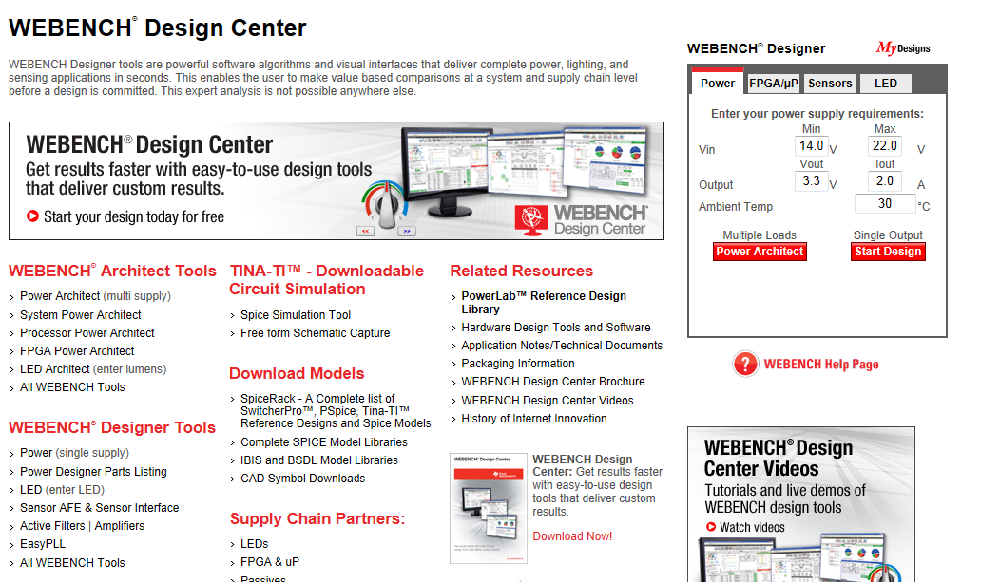 WEBENCH® Design Center
WEBENCH Designer tools are powerful software algorithms and visual interfaces that deliver complete power, lighting, and
sensing applications in seconds. This enables the user to make value based comparisons at a system and supply chain level
before a design is committed. This expert analysis is not possible anywhere else.
WEBENCH® Design Center
Get results faster with easy-to-use design tools
that deliver custom results.
Start your design today for free
<<
>>
WEBENCH®
Design Center
WEBENCH® Architect Tools
Power Architect (multi supply)
System Power Architect
Processor Power Architect
FPGA Power Architect
LED Architect (enter lumens)
All WEBENCH Tools
WEBENCH® Designer Tools
Power (single supply)
Power Designer Parts Listing
LED (enter LED)
Sensor AFE & Sensor Interface
Active Filters | Amplifiers
EasyPLL
All WEBENCH Tools
TINA-TI™ - Downloadable
Circuit Simulation
Spice Simulation Tool
Free form Schematic Capture
Download Models
SpiceRack - A Complete list of
SwitcherPro™, PSpice, Tina-TI™
Reference Designs and Spice Models
Complete SPICE Model Libraries
IBIS and BSDL Model Libraries
CAD Symbol Downloads
Supply Chain Partners:
LEDs
FPGA & uP
Passives
Related Resources
PowerLab™ Reference Design
Library
Hardware Design Tools and Software
Application Notes/Technical Documents
Packaging Information
WEBENCH Design Center Brochure
WEBENCH Design Center Videos
History of Internet Innovation
WEBENCH® Design Center
WEBENCH Design
Center: Get results faster
with easy-to-use design
tools that deliver custom
results.
Download Now!
WEBENCH® Designer MyDesigns
Power FPGA/µP Sensors LED
Enter your power supply requirements:
Min Max
Vin 14.0 V 22.0 V
Vout Iout
Output 3.3 V 2.0 A
Ambient Temp 30 °C
Multiple Loads Single Output
Power Architect Start Design
? WEBENCH Help Page
WEBENCH® Design
Center Videos
Tutorials and live demos of
WEBENCH design tools
Watch videos